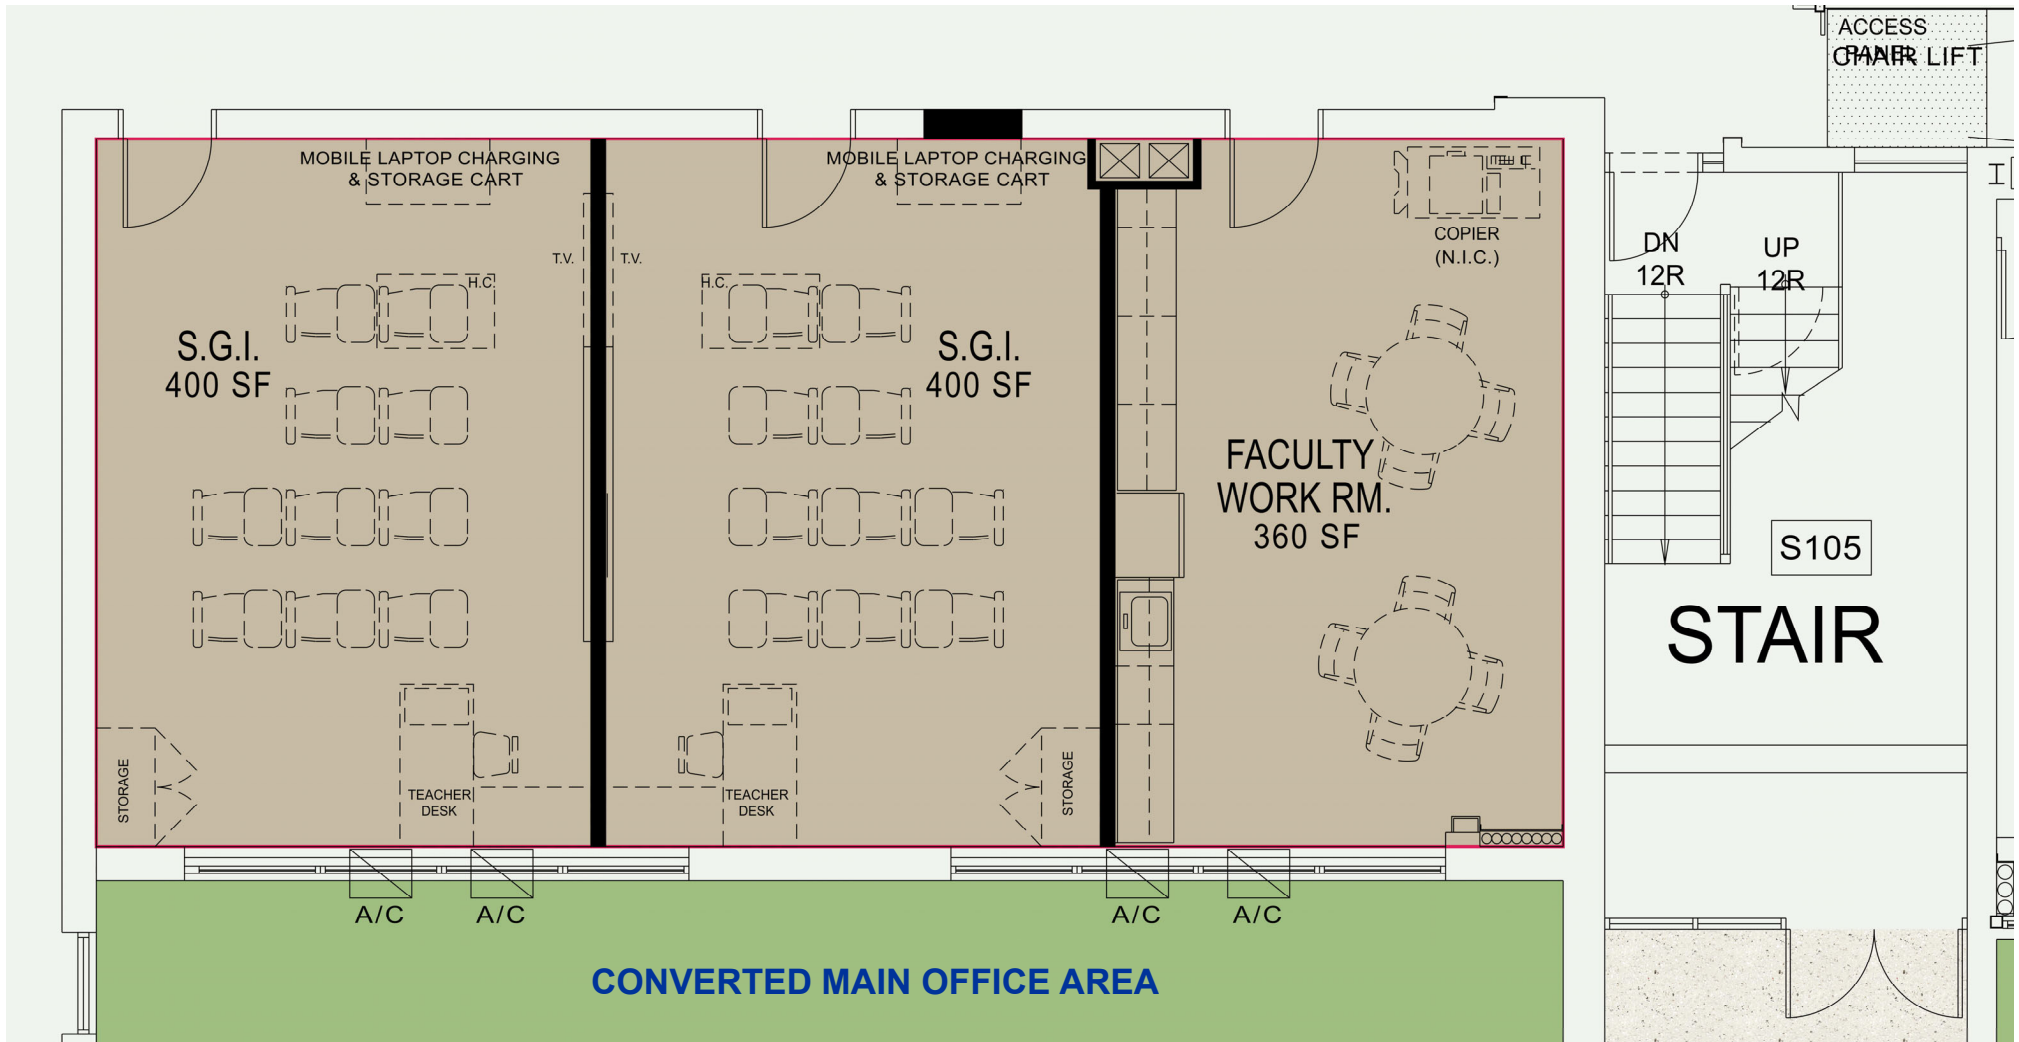 ACCESS
PANEL
CHAIR LIFT
MOBILE LAPTOP CHARGING
& STORAGE CART
MOBILE LAPTOP CHARGING
& STORAGE CART
COPIER
(N.I.C.)
T.V.
T.V.
H.C.
H.C.
DN
12R
UP
12R
S.G.I.
400 SF
S.G.I.
400 SF
FACULTY
WORK RM.
360 SF
S105
STAIR
STORAGE
TEACHER
DESK
TEACHER
DESK
STORAGE
A/C
A/C
A/C
A/C
CONVERTED MAIN OFFICE AREA